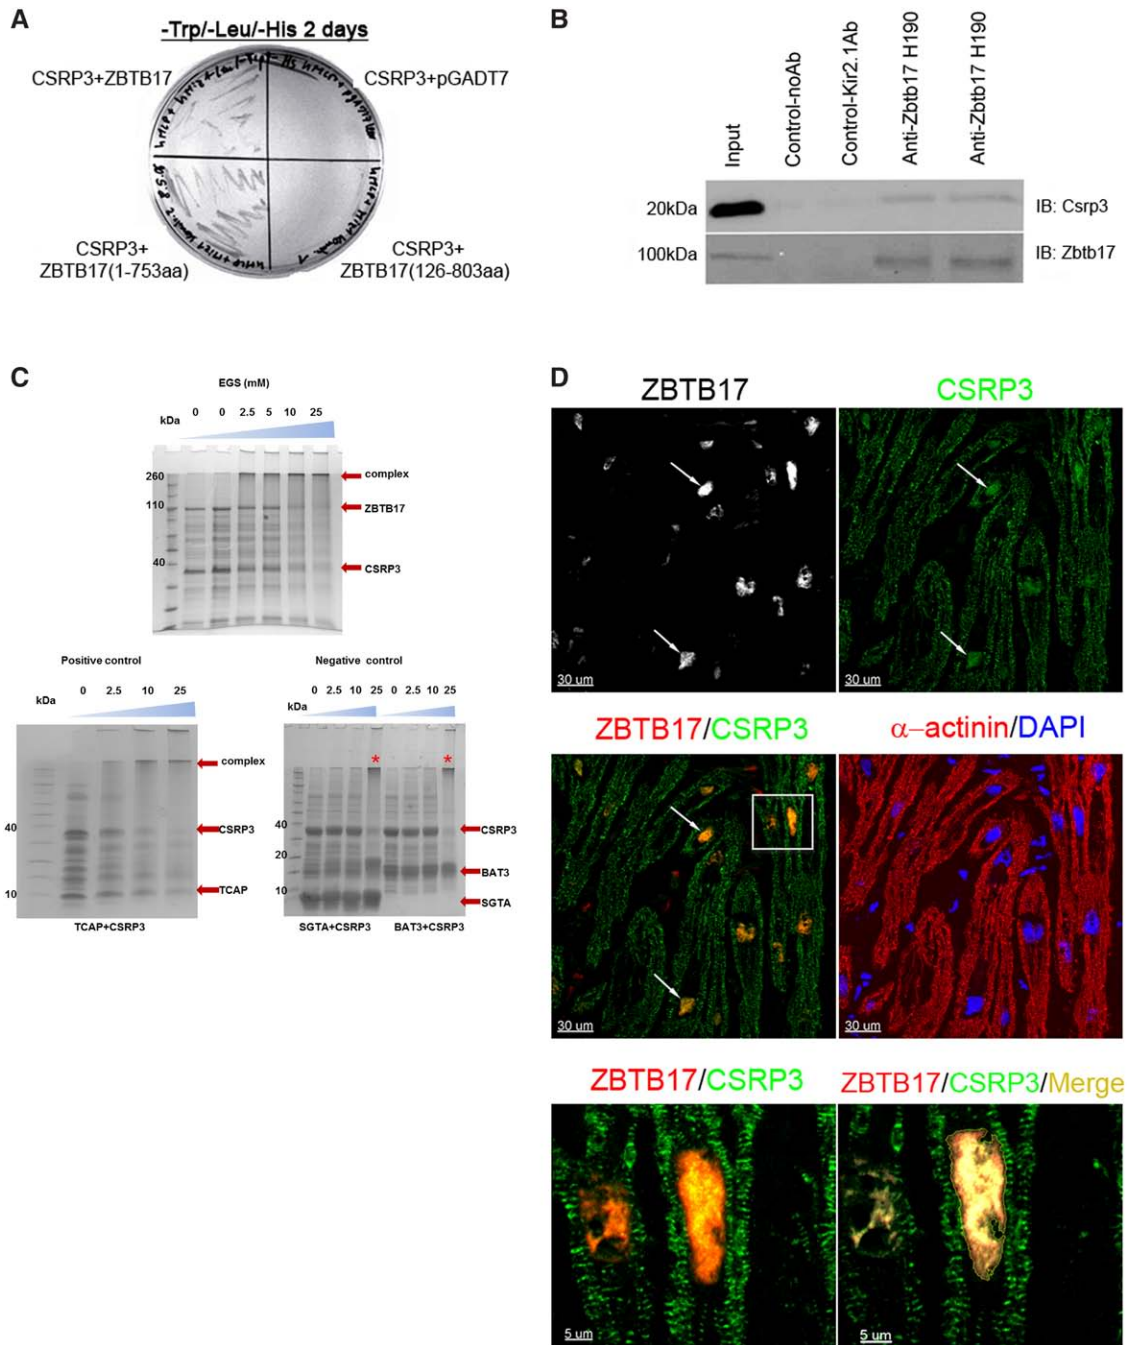 A
-Trp/-Leu/-His 2 days
CSRP3+ZBTB17
CSRP3+pGADT7
CSRP3+
ZBTB17(1-753aa)
CSRP3+
ZBTB17(126-803aa)
B
Input
Control-noAb
Control-Kir2.1Ab
Anti-Zbtb17 H190
Anti-Zbtb17 H190
20kDa
IB: Csrp3
100kDa
IB: Zbtb17
C
EGS (mM)
kDa
0 0 2.5 5 10 25
260
complex
110
ZBTB17
40
CSRP3
Positive control
kDa
0 2.5 10 25
complex
40
CSRP3
10
TCAP
TCAP+CSRP3
Negative control
kDa
0 2.5 10 25 0 2.5 10 25
* *
40
CSRP3
20
BAT3
10
SGTA
SGTA+CSRP3 BAT3+CSRP3
D
ZBTB17
CSRP3
30 um
30 um
ZBTB17/CSRP3
α-actinin/DAPI
30 um
30 um
ZBTB17/CSRP3
ZBTB17/CSRP3/Merge
5 um
5 um